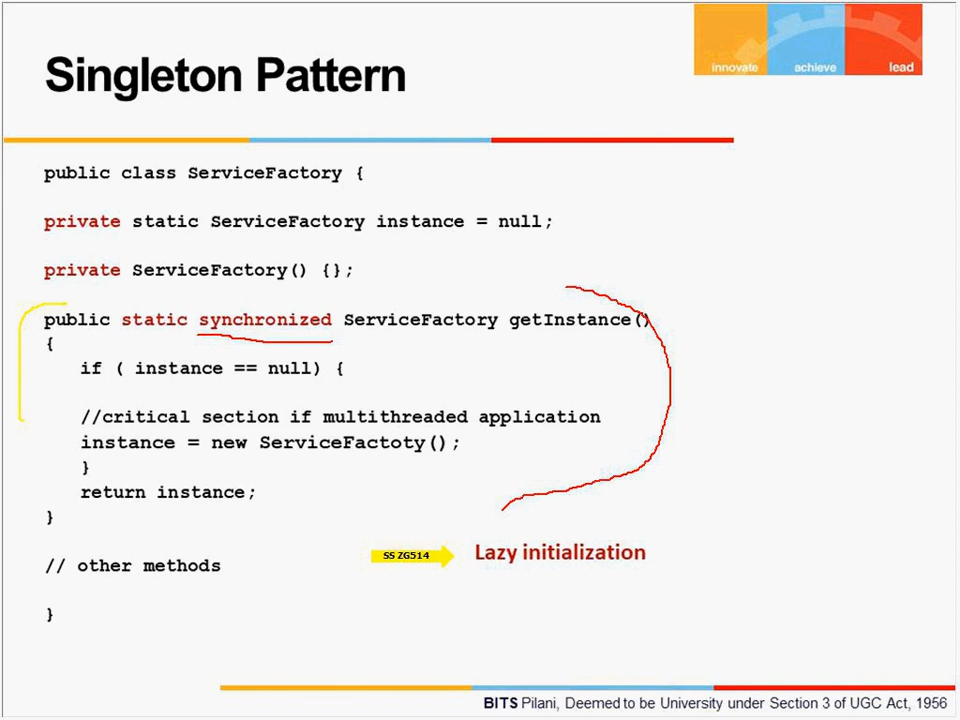 innovate achieve lead
Singleton Pattern
public class ServiceFactory {
private static ServiceFactory instance = null;
private ServiceFactory() {};
public static synchronized ServiceFactory getInstance()
{
if ( instance == null) {
//critical section if multithreaded application
instance = new ServiceFactoty();
}
return instance;
}
SS ZG514 Lazy initialization
// other methods
}
BITS Pilani, Deemed to be University under Section 3 of UGC Act, 1956